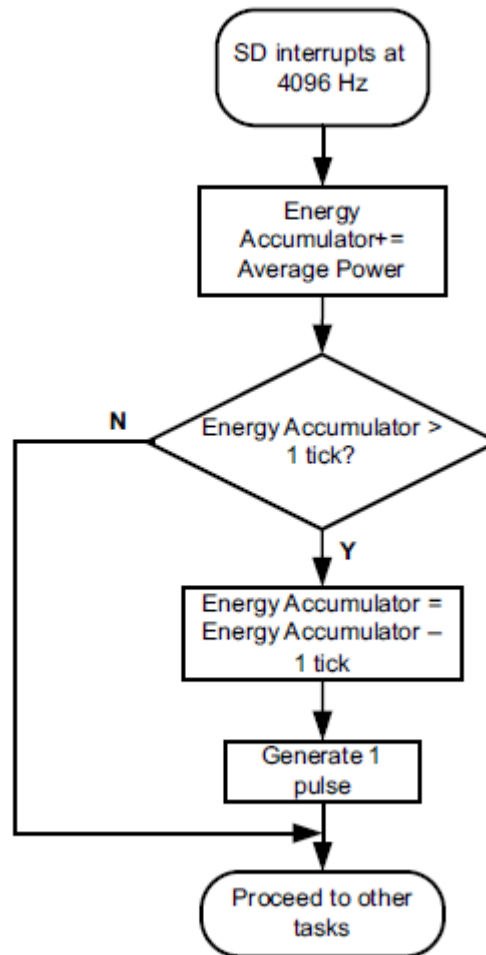 SD interrupts at
4096 Hz
Energy
Accumulator+=
Average Power
N
Energy Accumulator >
1 tick?
Y
Energy Accumulator =
Energy Accumulator –
1 tick
Generate 1
pulse
Proceed to other
tasks